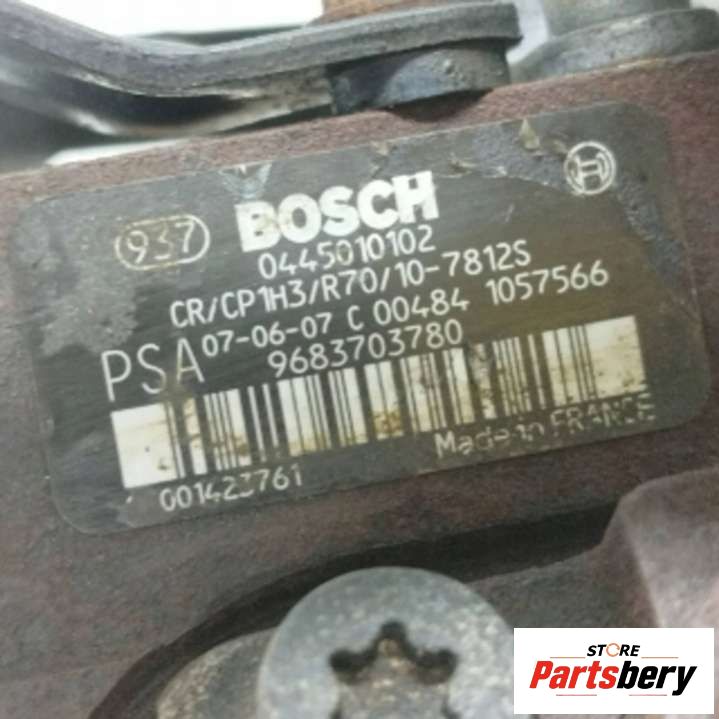 937 BOSCH
0445010102
CR/CP1H3/R70/10-7812S
PSA 07-06-07 C 00484 1057566
9683703780
Made in FRANCE
001423761
STORE
Partsbery